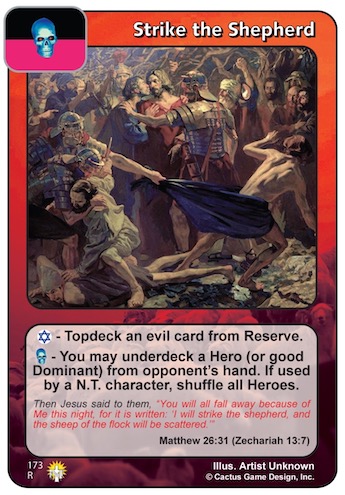 Strike the Shepherd
- Topdeck an evil card from Reserve.
- You may underdeck a Hero (or good
Dominant) from opponent's hand. If used
by a N.T. character, shuffle all Heroes.
Then Jesus said to them, "You will all fall away because of
Me this night, for it is written: 'I will strike the shepherd, and
the sheep of the flock will be scattered.'"
Matthew 26:31 (Zechariah 13:7)
173
R
Illus. Artist Unknown
© Cactus Game Design, Inc.